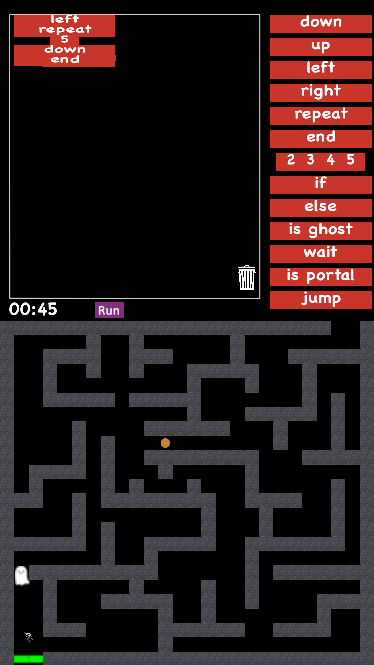 left
repeat
5
down
end
down
up
left
right
repeat
end
2 3 4 5
if
else
is ghost
wait
is portal
jump
00:45
Run